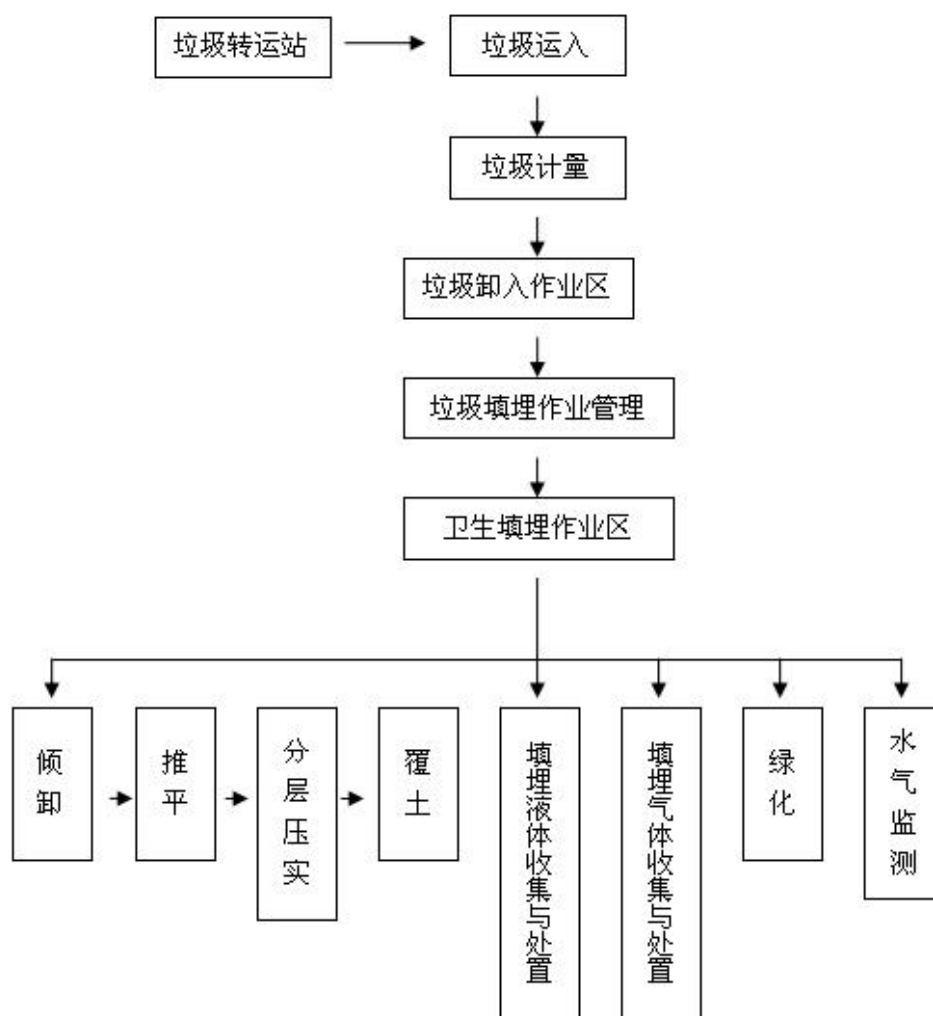 垃圾转运站
垃圾运入
垃圾计量
垃圾卸入作业区
垃圾填埋作业管理
卫生填埋作业区
倾卸
推平
分层压实
覆土
填埋液体收集与处置
填埋气体收集与处置
绿化
水气监测